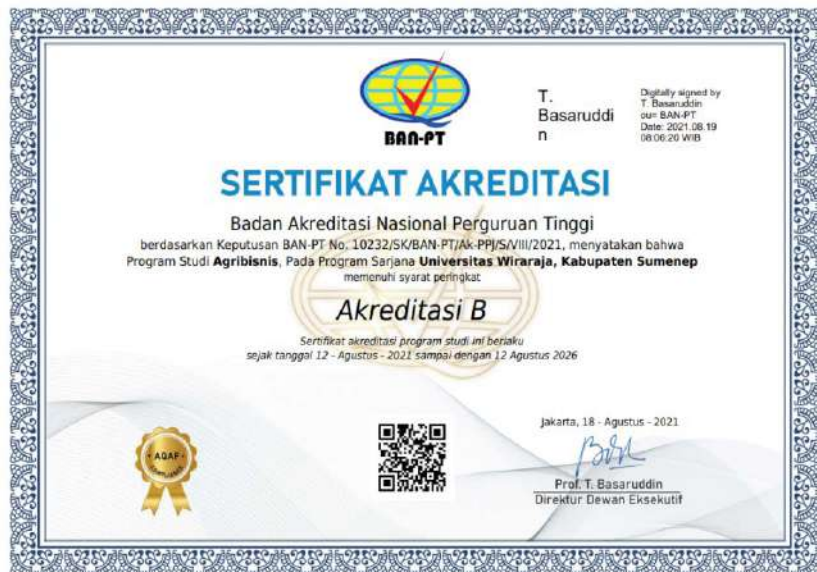 BAN-PT
T.
Basaruddi
n
Digitally signed by
T. Basaruddin
ou= BAN-PT
Date: 2021.08.19
08:06:20 WIB
SERTIFIKAT AKREDITASI
Badan Akreditasi Nasional Perguruan Tinggi
berdasarkan Keputusan BAN-PT No. 10232/SK/BAN-PT/Ak-PPJ/S/VIII/2021, menyatakan bahwa
Program Studi Agribisnis, Pada Program Sarjana Universitas Wiraraja, Kabupaten Sumenep
memenuhi syarat peringkat
Akreditasi B
Sertifikat akreditasi program studi ini berlaku
sejak tanggal 12 - Agustus - 2021 sampai dengan 12 Agustus 2026
Jakarta, 18 - Agustus - 2021
Prof. T. Basaruddin
Direktur Dewan Eksekutif
AQAF
COMPLIANCE